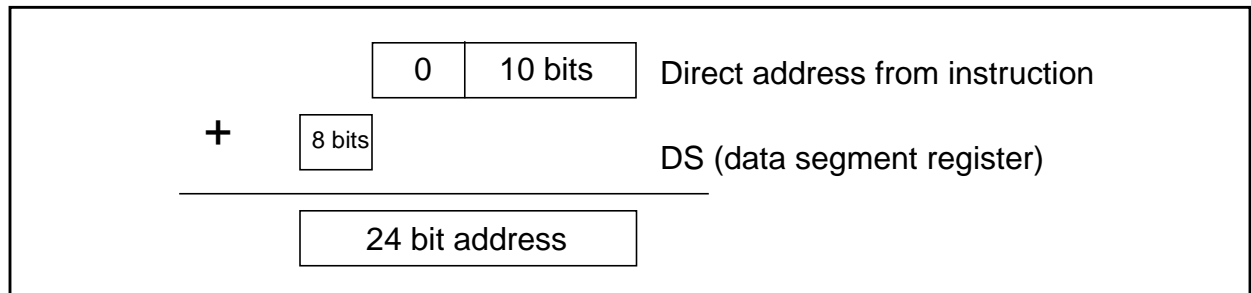 0 10 bits Direct address from instruction
+ 8 bits DS (data segment register)
24 bit address